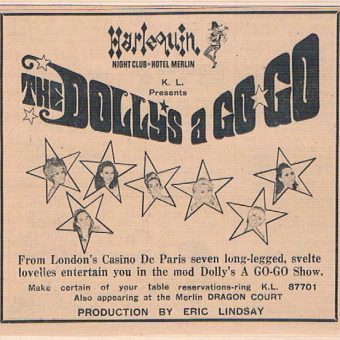 Harlequin
NIGHT CLUB - HOTEL MERLIN
K. L.
Presents
THE DOLLY'S a GO GO
From London's Casino De Paris seven long-legged, svelte
lovelies entertain you in the mod Dolly's A GO-GO Show.
Make certain of your table reservations-ring K.L. 87701
Also appearing at the Merlin DRAGON COURT
PRODUCTION BY ERIC LINDSAY